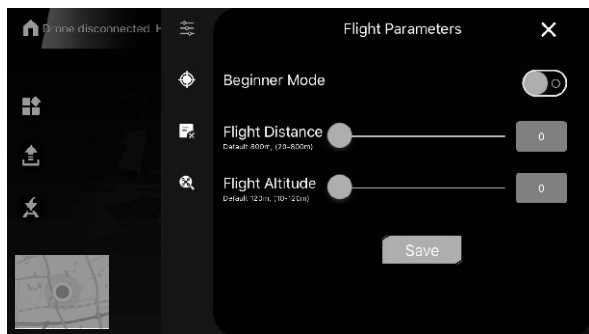 Drone disconnected H
Flight Parameters
Beginner Mode
Flight Distance
Default 800m, (20-800m)
0
Flight Altitude
Default 120m, (10-120m)
0
Save